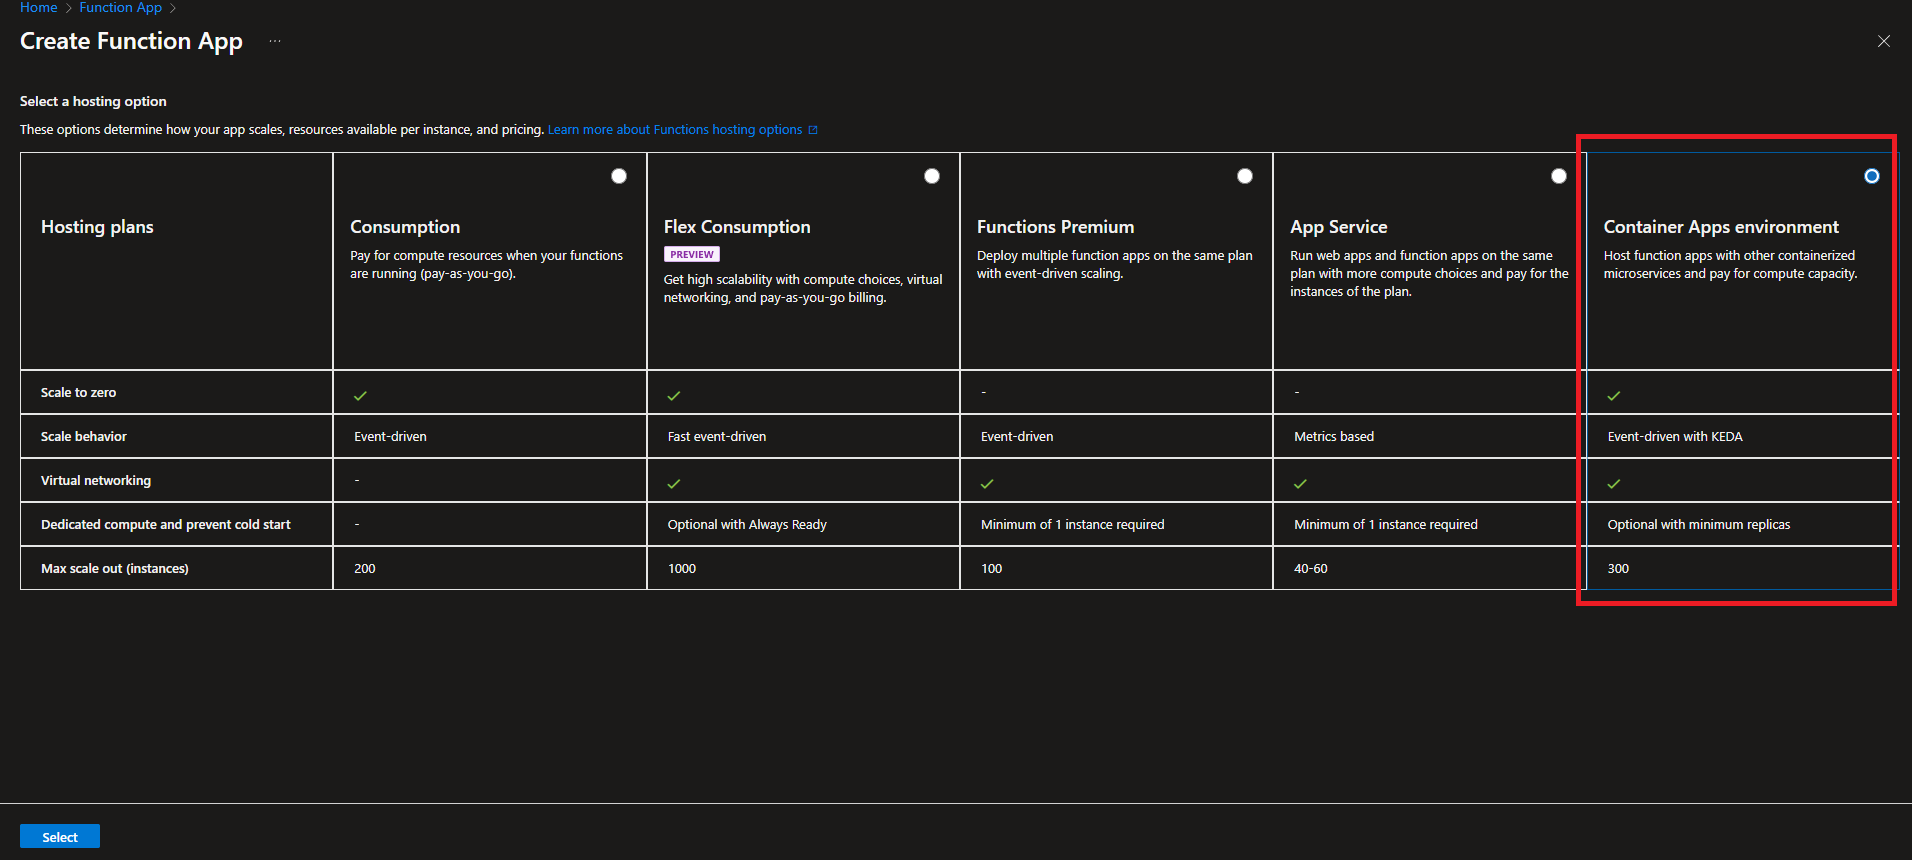 Home > Function App >
Create Function App ...
Select a hosting option
These options determine how your app scales, resources available per instance, and pricing. Learn more about Functions hosting options
Hosting plans
Consumption
Pay for compute resources when your functions
are running (pay-as-you-go).
Flex Consumption
PREVIEW
Get high scalability with compute choices, virtual
networking, and pay-as-you-go billing.
Functions Premium
Deploy multiple function apps on the same plan
with event-driven scaling.
App Service
Run web apps and function apps on the same
plan with more compute choices and pay for the
instances of the plan.
Container Apps environment
Host function apps with other containerized
microservices and pay for compute capacity.
Scale to zero - -
Scale behavior Event-driven Fast event-driven Event-driven Metrics based Event-driven with KEDA
Virtual networking -
Dedicated compute and prevent cold start - Optional with Always Ready Minimum of 1 instance required Minimum of 1 instance required Optional with minimum replicas
Max scale out (instances) 200 1000 100 40-60 300
Select